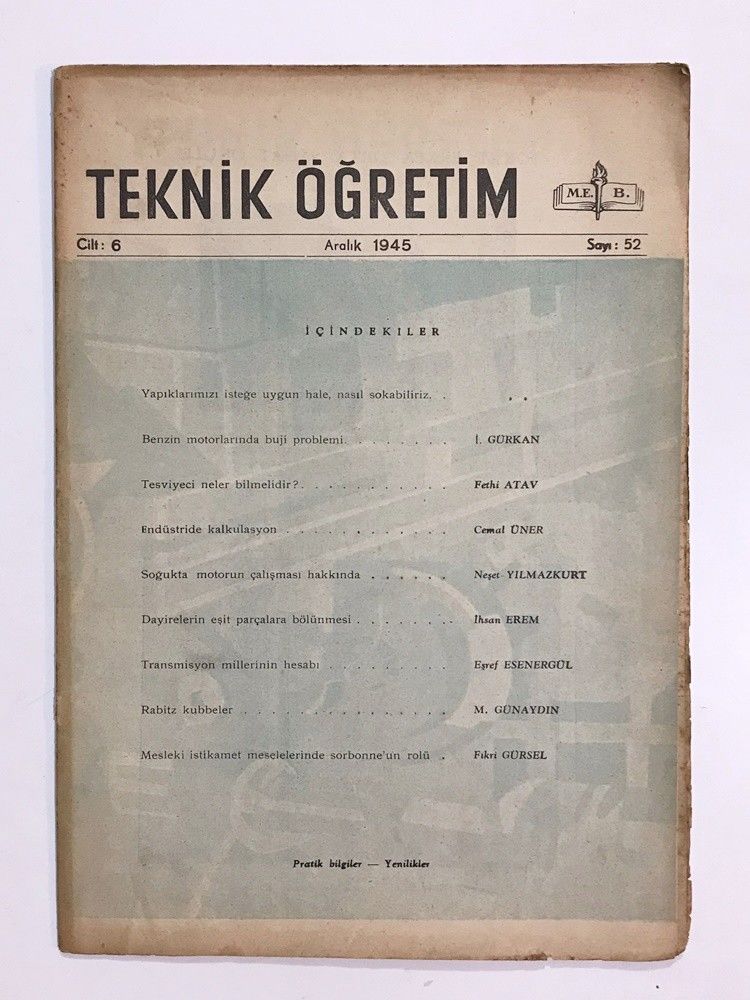 TEKNİK ÖĞRETİM
M.E. B.
Cilt: 6 Aralık 1945 Sayı: 52
İÇİNDEKILER
Yapıklarımızı isteğe uygun hale, nasıl sokabiliriz. . . .
Benzin motorlarında buji problemi. . . . . . . . İ. GÜRKAN
Tesviyeci neler bilmelidir? . . . . . . . . . . . Fethi ATAV
Endüstride kalkulasyon . . . . . . . . . . . . Cemal ÜNER
Soğukta motorun çalışması hakkında . . . . . . Neşet YILMAZKURT
Dayirelerin eşit parçalara bölünmesi . . . . . . . . İhsan EREM
Transmisyon millerinin hesabı . . . . . . . . . Eşref ESENERGÜL
Rabitz kubbeler . . . . . . . . . . . . . . . M. GÜNAYDIN
Mesleki istikamet meselelerinde sorbonne'un rolü . Fikri GÜRSEL
Pratik bilgiler — Yenilikler